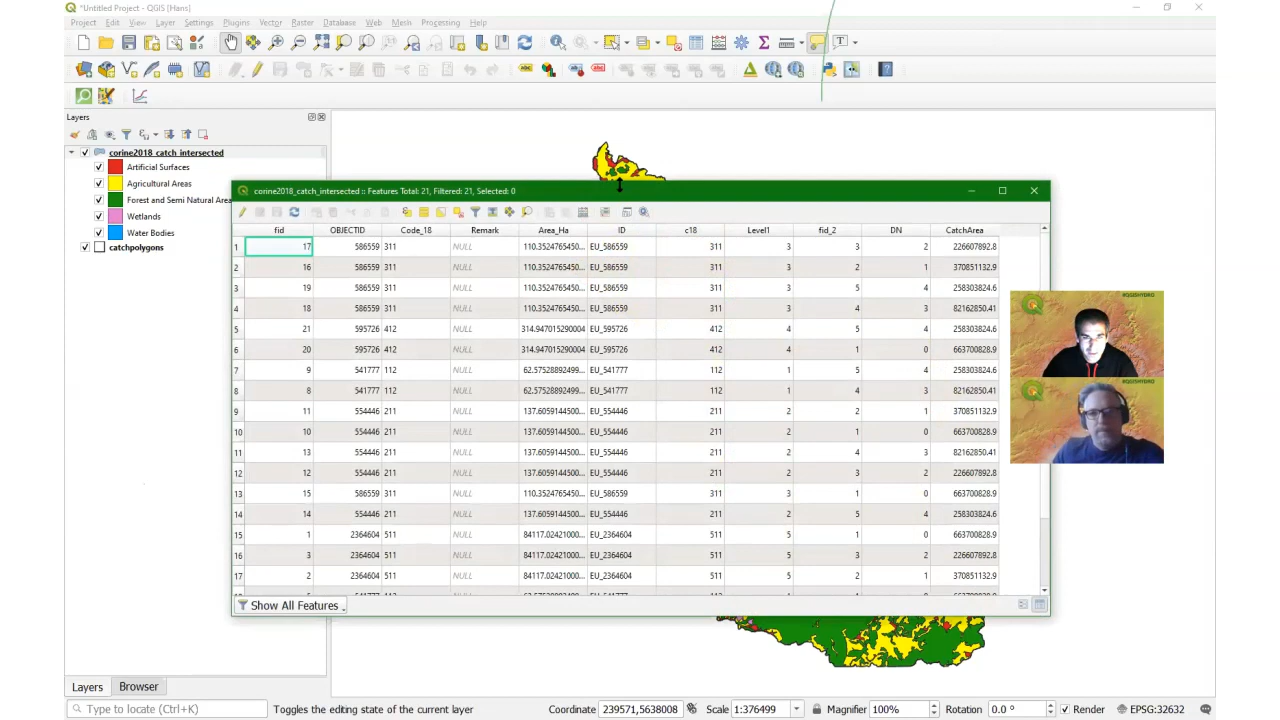 *Untitled Project - QGIS [Hans]
Project Edit View Layer Settings Plugins Vector Raster Database Web Mesh Processing Help
Layers
corine2018_catch intersected
Artificial Surfaces
Agricultural Areas
Forest and Semi Natural Area
Wetlands
Water Bodies
catchpolygons
corine2018_catch_intersected :: Features Total: 21, Filtered: 21, Selected: 0
fid OBJECTID Code_18 Remark Area_Ha ID c18 Level1 fid_2 DN CatchArea
1 17 586559 311 NULL 110.3524765450... EU_586559 311 3 3 2 226607892.8
2 16 586559 311 NULL 110.3524765450... EU_586559 311 3 2 1 370851132.9
3 19 586559 311 NULL 110.3524765450... EU_586559 311 3 5 4 258303824.6
4 18 586559 311 NULL 110.3524765450... EU_586559 311 3 4 3 82162850.41
5 21 595726 412 NULL 314.947015290004 EU_595726 412 4 5 4 258303824.6
6 20 595726 412 NULL 314.947015290004 EU_595726 412 4 1 0 663700828.9
7 9 541777 112 NULL 62.57528892499... EU_541777 112 1 5 4 258303824.6
8 8 541777 112 NULL 62.57528892499... EU_541777 112 1 4 3 82162850.41
9 11 554446 211 NULL 137.6059144500... EU_554446 211 2 2 1 370851132.9
10 10 554446 211 NULL 137.6059144500... EU_554446 211 2 1 0 663700828.9
11 13 554446 211 NULL 137.6059144500... EU_554446 211 2 4 3 82162850.41
12 12 554446 211 NULL 137.6059144500... EU_554446 211 2 3 2 226607892.8
13 15 586559 311 NULL 110.3524765450... EU_586559 311 3 1 0 663700828.9
14 14 554446 211 NULL 137.6059144500... EU_554446 211 2 5 4 258303824.6
15 1 2364604 511 NULL 84117.02421000... EU_2364604 511 5 1 0 663700828.9
16 3 2364604 511 NULL 84117.02421000... EU_2364604 511 5 3 2 226607892.8
17 2 2364604 511 NULL 84117.02421000... EU_2364604 511 5 2 1 370851132.9
Show All Features
#QGISHYDRO
#QGISHYDRO
Layers Browser
Type to locate (Ctrl+K) Toggles the editing state of the current layer Coordinate 239571,5638008 Scale 1:376499 Magnifier 100% Rotation 0.0 ° Render EPSG:32632